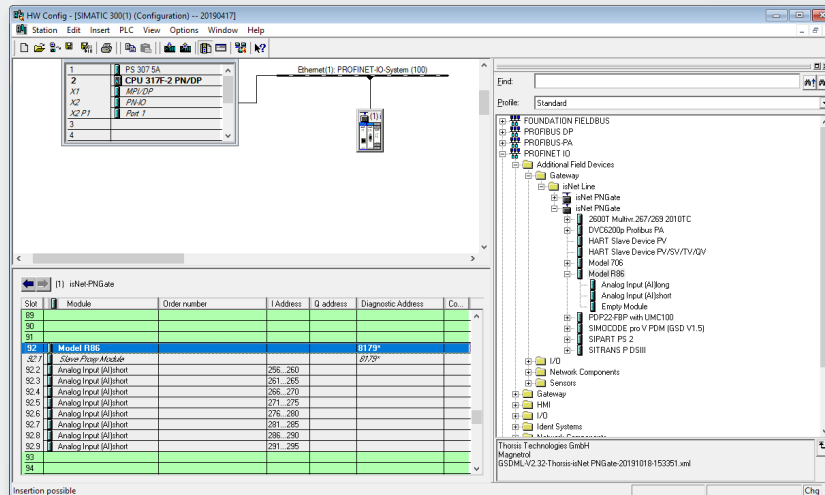 HW Config - [SIMATIC 300(1) (Configuration) -- 20190417]
Station Edit Insert PLC View Options Window Help
1 PS 307 5A
2 CPU 317F-2 PN/DP
X1 MPI/DP
X2 PN-IO
X2 P1 Port 1
3
4
Ethernet(1): PROFINET-IO-System (100)
(1) i
Find:
Profile: Standard
FOUNDATION FIELDBUS
PROFIBUS DP
PROFIBUS-PA
PROFINET IO
Additional Field Devices
Gateway
isNet Line
isNet PNGate
isNet PNGate
2600T Multivr.267/269 2010TC
DVC6200p Profibus PA
HART Slave Device PV
HART Slave Device PV/SV/TV/QV
Model 706
Model R86
Analog Input (AI)long
Analog Input (AI)short
Empty Module
PDP22-FBP with UMC100
SIMOCODE pro V PDM (GSD V1.5)
SIPART PS 2
SITRANS P DSIII
I/O
Network Components
Sensors
Gateway
HMI
I/O
Ident Systems
Network Components
Thorsis Technologies GmbH
Magnetrol
GSDML-V2.32-Thorsis-isNet PNGate-20191018-153351.xml
(1) isNet-PNGate
Slot Module Order number I Address Q address Diagnostic Address Co...
89
90
91
92 Model R86 8179*
92.1 Slave Proxy Module 8179*
92.2 Analog Input (AI)short 256...260
92.3 Analog Input (AI)short 261...265
92.4 Analog Input (AI)short 266...270
92.5 Analog Input (AI)short 271...275
92.6 Analog Input (AI)short 276...280
92.7 Analog Input (AI)short 281...285
92.8 Analog Input (AI)short 286...290
92.9 Analog Input (AI)short 291...295
93
94
Insertion possible
Chg